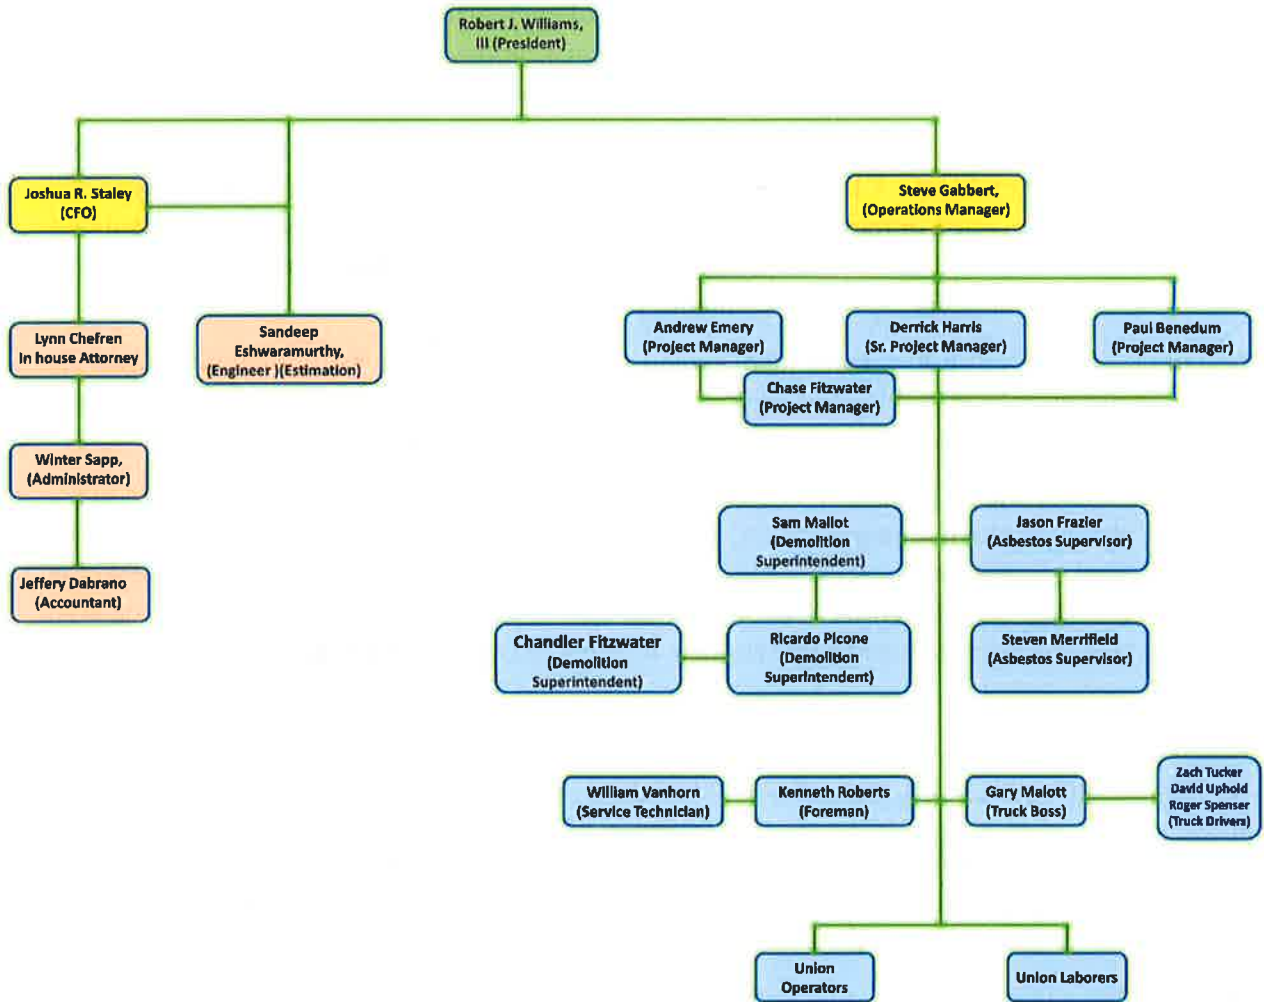 Robert J. Williams,
III (President)
Joshua R. Staley
(CFO)
Steve Gabbert,
(Operations Manager)
Lynn Chefren
In house Attorney
Sandeep
Eshwaramurthy,
(Engineer )(Estimation)
Andrew Emery
(Project Manager)
Derrick Harris
(Sr. Project Manager)
Paul Benedum
(Project Manager)
Chase Fitzwater
(Project Manager)
Winter Sapp,
(Administrator)
Sam Mallot
(Demolition
Superintendent)
Jason Frazier
(Asbestos Supervisor)
Jeffery Dabrano
(Accountant)
Chandler Fitzwater
(Demolition
Superintendent)
Ricardo Picone
(Demolition
Superintendent)
Steven Merrifield
(Asbestos Supervisor)
William Vanhorn
(Service Technician)
Kenneth Roberts
(Foreman)
Gary Malott
(Truck Boss)
Zach Tucker
David Uphold
Roger Spenser
(Truck Drivers)
Union
Operators
Union Laborers